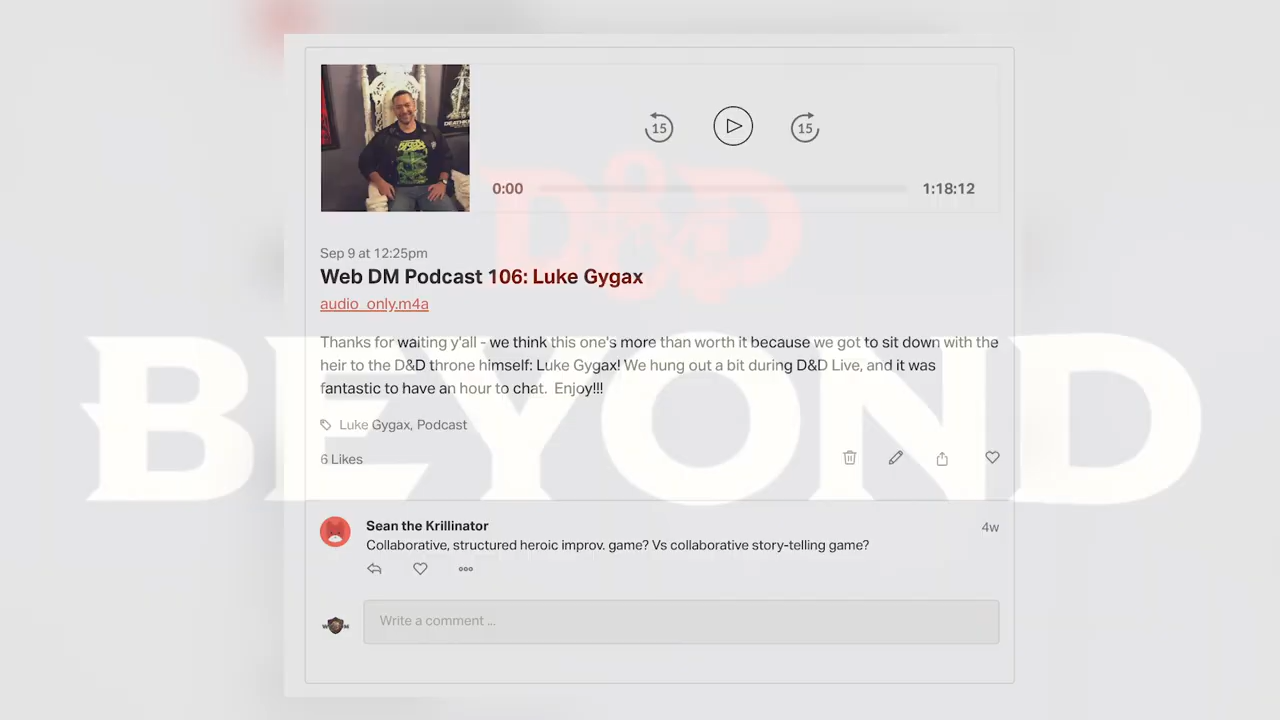 15
15
0:00
1:18:12
D&D
Sep 9 at 12:25pm
Web DM Podcast 106: Luke Gygax
audio_only.m4a
Thanks for waiting y'all - we think this one's more than worth it because we got to sit down with the
heir to the D&D throne himself: Luke Gygax! We hung out a bit during D&D Live, and it was
fantastic to have an hour to chat. Enjoy!!!
BEYOND
Luke Gygax, Podcast
6 Likes
Sean the Krillinator
4w
Collaborative, structured heroic improv. game? Vs collaborative story-telling game?
Write a comment ...